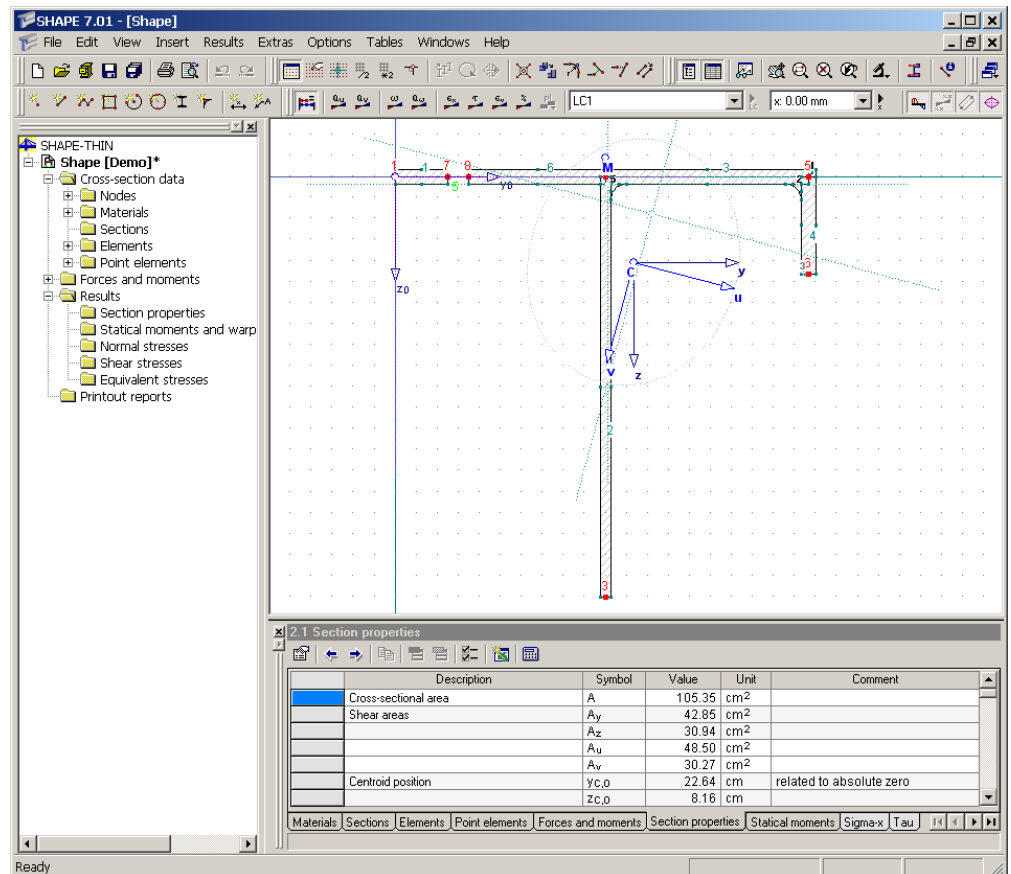 SHAPE 7.01 - [Shape]
File Edit View Insert Results Extras Options Tables Windows Help
LC1
x: 0.00 mm
SHAPE-THIN
Shape [Demo]*
Cross-section data
Nodes
Materials
Sections
Elements
Point elements
Forces and moments
Results
Section properties
Statical moments and warp
Normal stresses
Shear stresses
Equivalent stresses
Printout reports
M
1 1 7 8 6 3 5
5 y0
2
4
3 6
C y
z0
u
v z
2
3
2.1 Section properties
Description Symbol Value Unit Comment
Cross-sectional area A 105.35 cm2
Shear areas Ay 42.85 cm2
Az 30.94 cm2
Au 48.50 cm2
Av 30.27 cm2
Centroid position yC,0 22.64 cm related to absolute zero
zC,0 8.16 cm
Materials Sections Elements Point elements Forces and moments Section properties Statical moments Sigma-x Tau
Ready